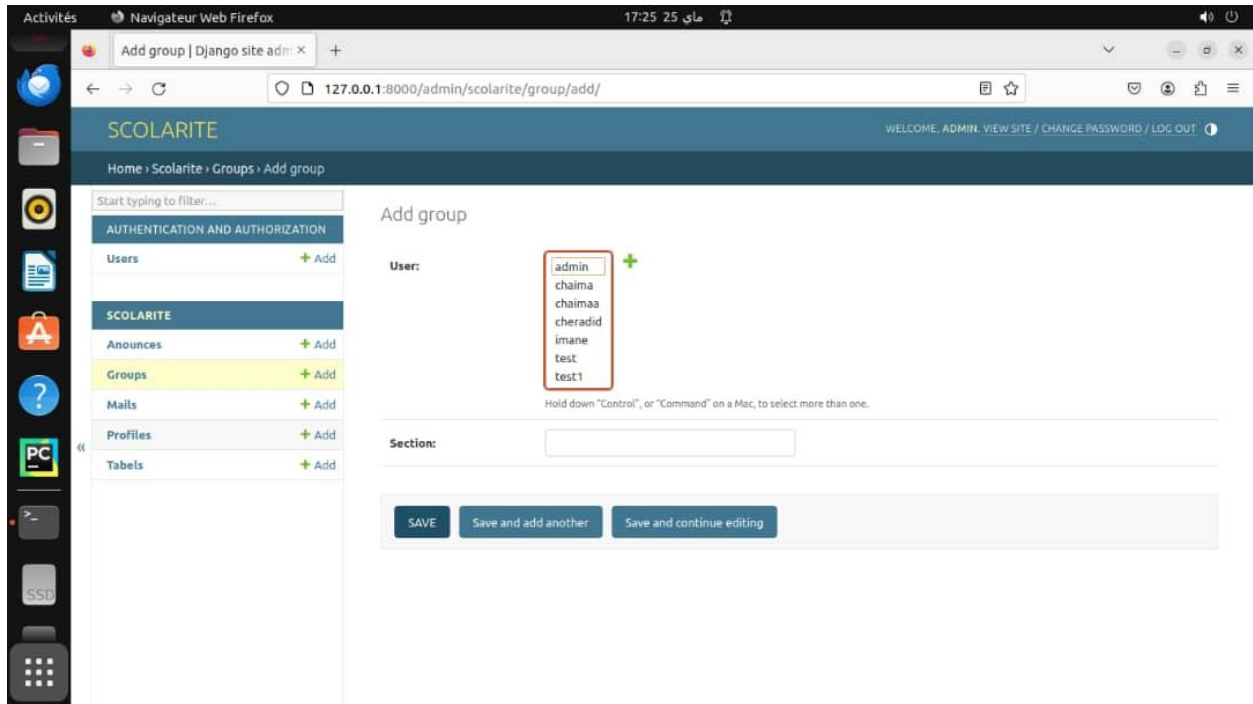 Activités Navigateur Web Firefox 17:25 25 ماي
Add group | Django site adm × +
127.0.0.1:8000/admin/scolarite/group/add/
SCOLARITE WELCOME, ADMIN. VIEW SITE / CHANGE PASSWORD / LOG OUT
Home › Scolarite › Groups › Add group
Start typing to filter...
AUTHENTICATION AND AUTHORIZATION
Users + Add
SCOLARITE
Anounces + Add
Groups + Add
Mails + Add
Profiles + Add
Tabels + Add
«
Add group
User:
admin
chaima
chaimaa
cheradid
imane
test
test1
Hold down "Control", or "Command" on a Mac, to select more than one.
Section:
SAVE Save and add another Save and continue editing
PC
>_
SSD